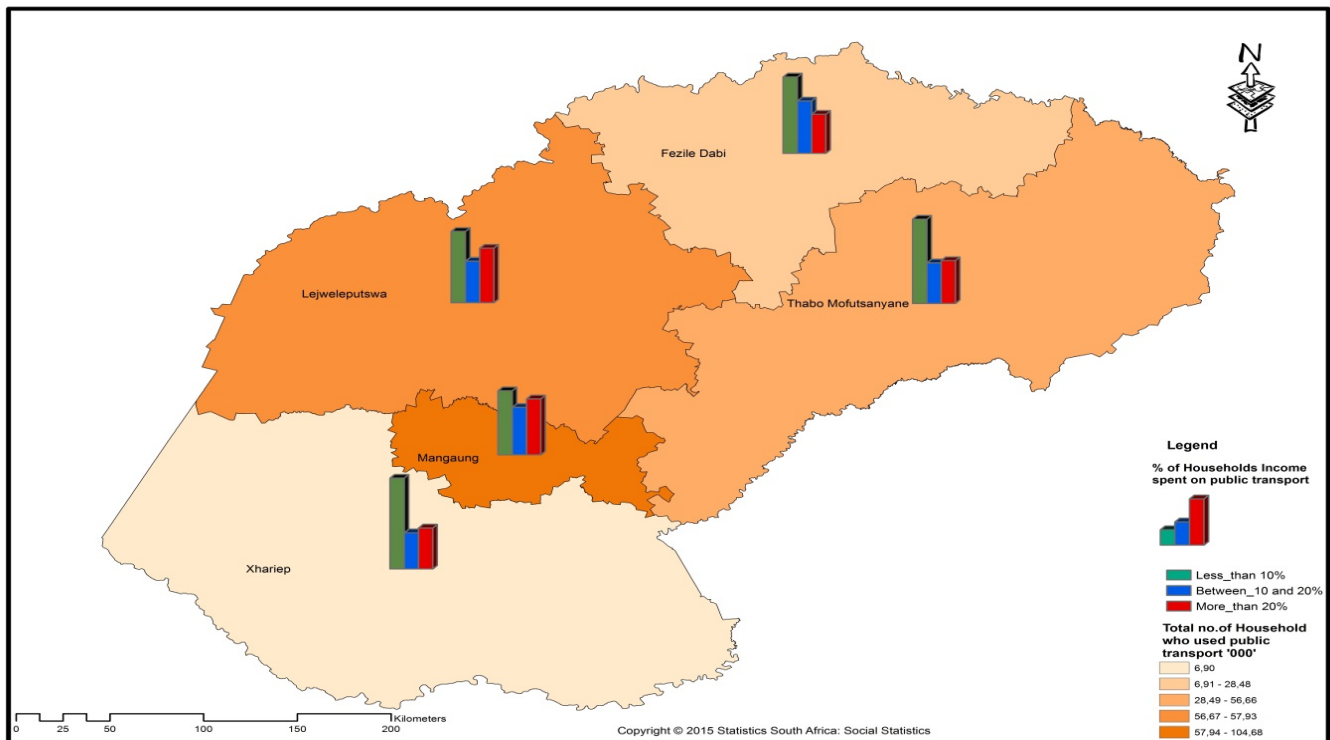 N
Fezile Dabi
Lejweleputswa
Thabo Mofutsanyane
Mangaung
Xhariep
Legend
% of Households Income
spent on public transport
Less_than 10%
Between_10 and 20%
More_than 20%
Total no.of Household
who used public
transport '000'
6,90
6,91 - 28,48
28,49 - 56,66
56,67 - 57,93
57,94 - 104,68
Kilometers
0 25 50 100 150 200
Copyright © 2015 Statistics South Africa: Social Statistics